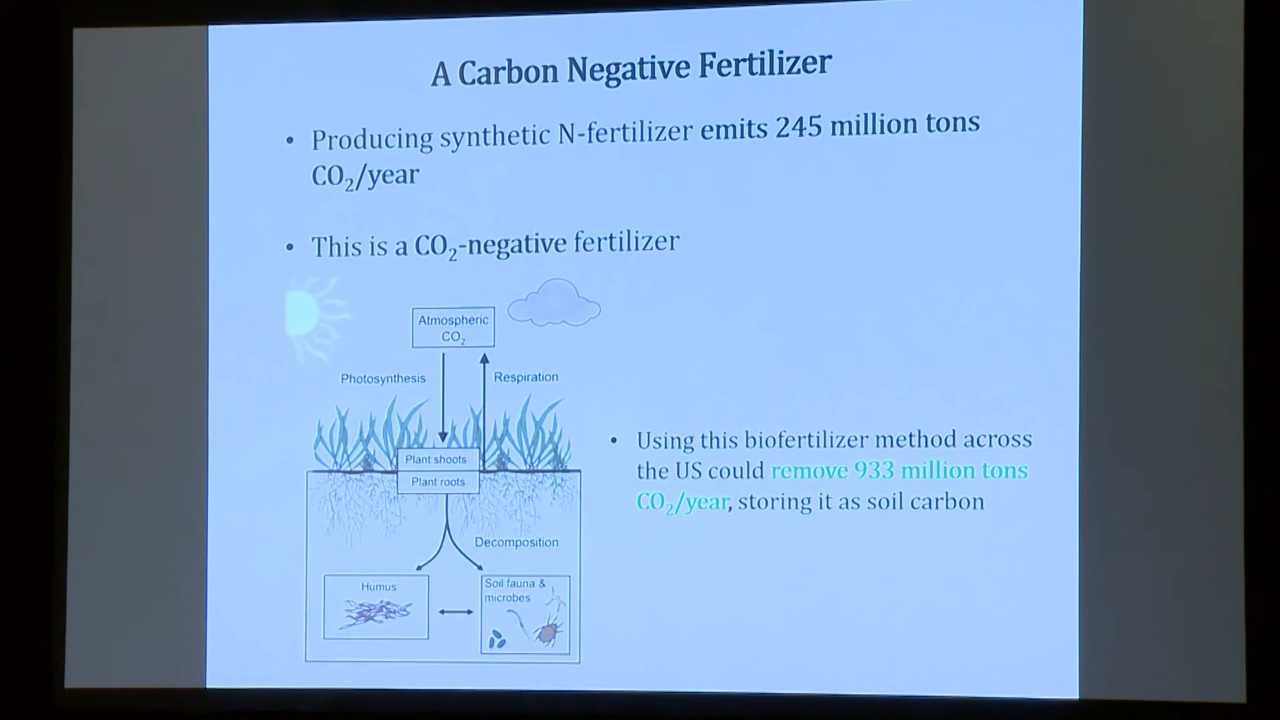 A Carbon Negative Fertilizer
• Producing synthetic N-fertilizer emits 245 million tons
CO₂/year
• This is a CO₂-negative fertilizer
Atmospheric
CO₂
Photosynthesis
Respiration
Plant shoots
Plant roots
Decomposition
Humus
Soil fauna &
microbes
• Using this biofertilizer method across
the US could remove 933 million tons
CO₂/year, storing it as soil carbon